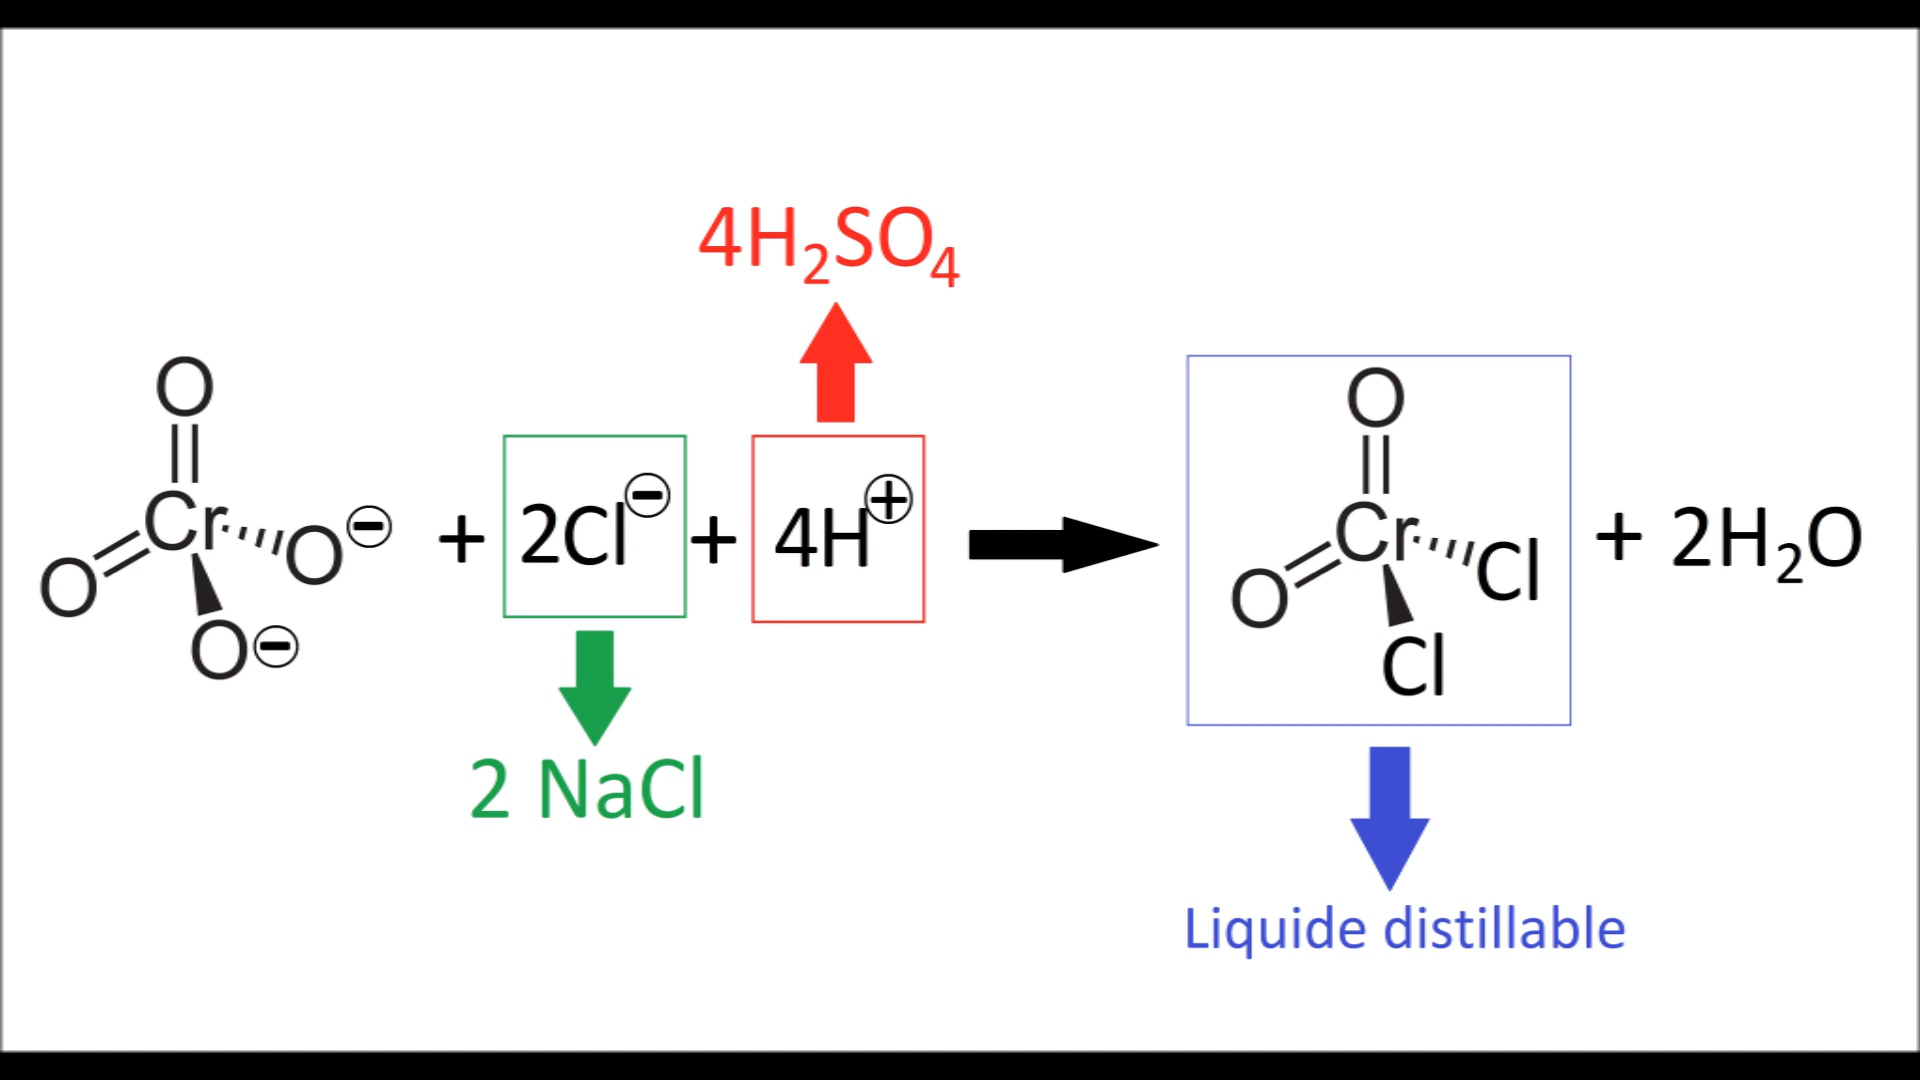 4H₂SO₄
O
Cr
O
O⊖
O⊖
+ 2Cl⊖ + 4H⊕
O
Cr
O
Cl
Cl
+ 2H₂O
2 NaCl
Liquide distillable